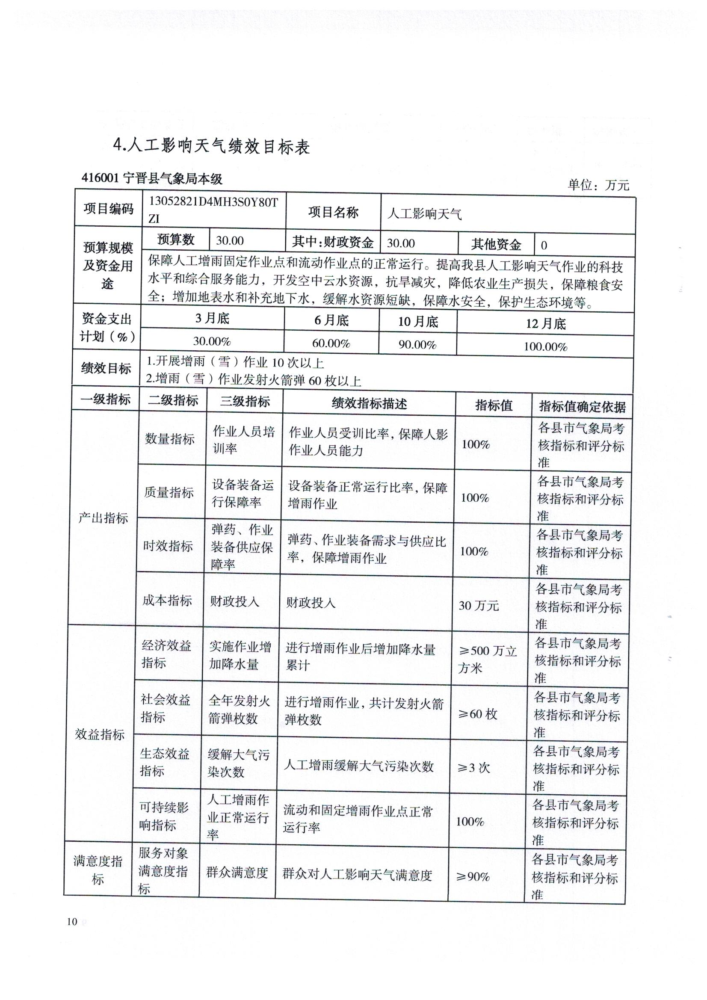 4.人工影响天气绩效目标表
416001 宁晋县气象局本级
单位：万元
项目编码
13052821D4MH3S0Y80T
ZI
项目名称
人工影响天气
预算规模
及资金用
途
预算数
30.00
其中:财政资金
30.00
其他资金
0
保障人工增雨固定作业点和流动作业点的正常运行。提高我县人工影响天气作业的科技
水平和综合服务能力，开发空中云水资源，抗旱减灾，降低农业生产损失，保障粮食安
全；增加地表水和补充地下水，缓解水资源短缺，保障水安全，保护生态环境等。
资金支出
计划（%）
3 月底
6 月底
10 月底
12 月底
30.00%
60.00%
90.00%
100.00%
绩效目标
1.开展增雨（雪）作业 10 次以上
2.增雨（雪）作业发射火箭弹 60 枚以上
一级指标
二级指标
三级指标
绩效指标描述
指标值
指标值确定依据
产出指标
数量指标
作业人员培
训率
作业人员受训比率，保障人影
作业人员能力
100%
各县市气象局考
核指标和评分标
准
质量指标
设备装备运
行保障率
设备装备正常运行比率，保障
增雨作业
100%
各县市气象局考
核指标和评分标
准
时效指标
弹药、作业
装备供应保
障率
弹药、作业装备需求与供应比
率，保障增雨作业
100%
各县市气象局考
核指标和评分标
准
成本指标
财政投入
财政投入
30 万元
各县市气象局考
核指标和评分标
准
效益指标
经济效益
指标
实施作业增
加降水量
进行增雨作业后增加降水量
累计
≥500 万立
方米
各县市气象局考
核指标和评分标
准
社会效益
指标
全年发射火
箭弹枚数
进行增雨作业，共计发射火箭
弹枚数
≥60 枚
各县市气象局考
核指标和评分标
准
生态效益
指标
缓解大气污
染次数
人工增雨缓解大气污染次数
≥3 次
各县市气象局考
核指标和评分标
准
可持续影
响指标
人工增雨作
业正常运行
率
流动和固定增雨作业点正常
运行率
100%
各县市气象局考
核指标和评分标
准
满意度指
标
服务对象
满意度指
标
群众满意度
群众对人工影响天气满意度
≥90%
各县市气象局考
核指标和评分标
准
10